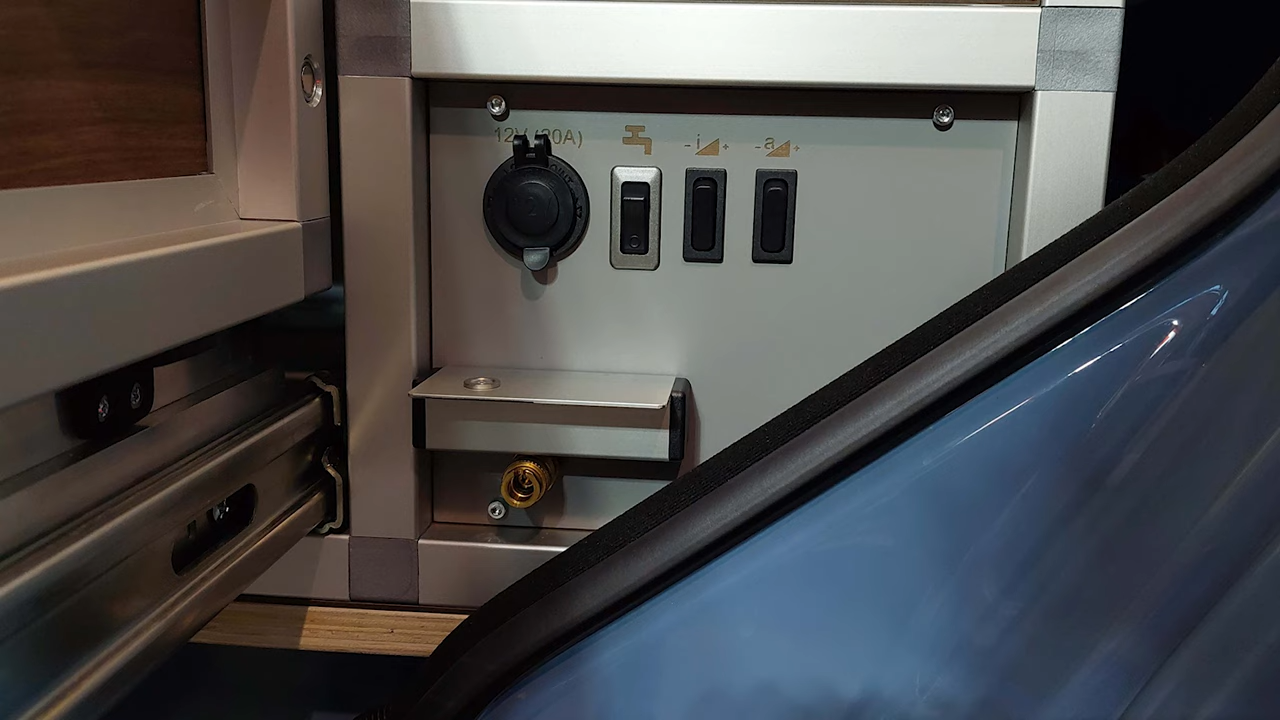 12V (20A)
- i +
- a +